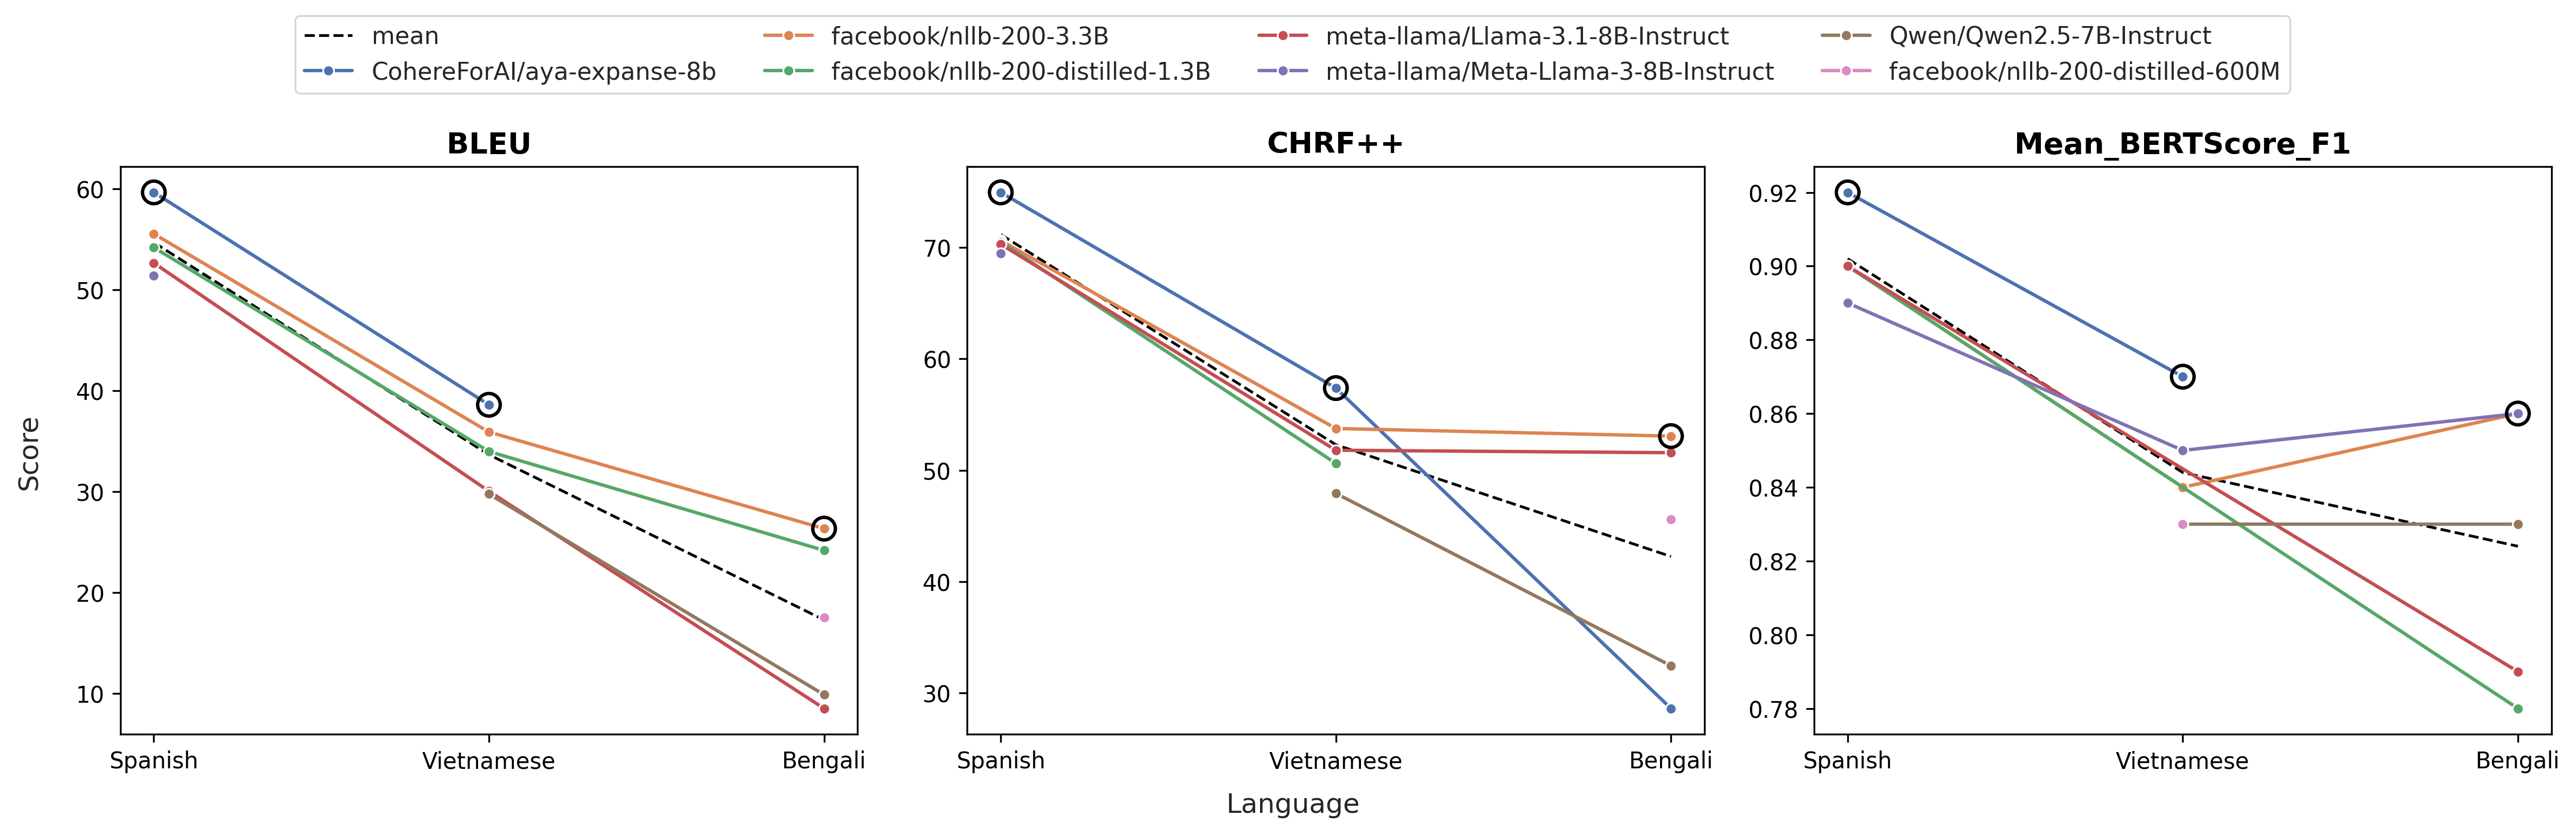 mean
CohereForAI/aya-expanse-8b
facebook/nllb-200-3.3B
facebook/nllb-200-distilled-1.3B
meta-llama/Llama-3.1-8B-Instruct
meta-llama/Meta-Llama-3-8B-Instruct
Qwen/Qwen2.5-7B-Instruct
facebook/nllb-200-distilled-600M
BLEU
Score
60
50
40
30
20
10
Spanish Vietnamese Bengali
CHRF++
70
60
50
40
30
Spanish Vietnamese Bengali
Mean_BERTScore_F1
0.92
0.90
0.88
0.86
0.84
0.82
0.80
0.78
Spanish Vietnamese Bengali
Language